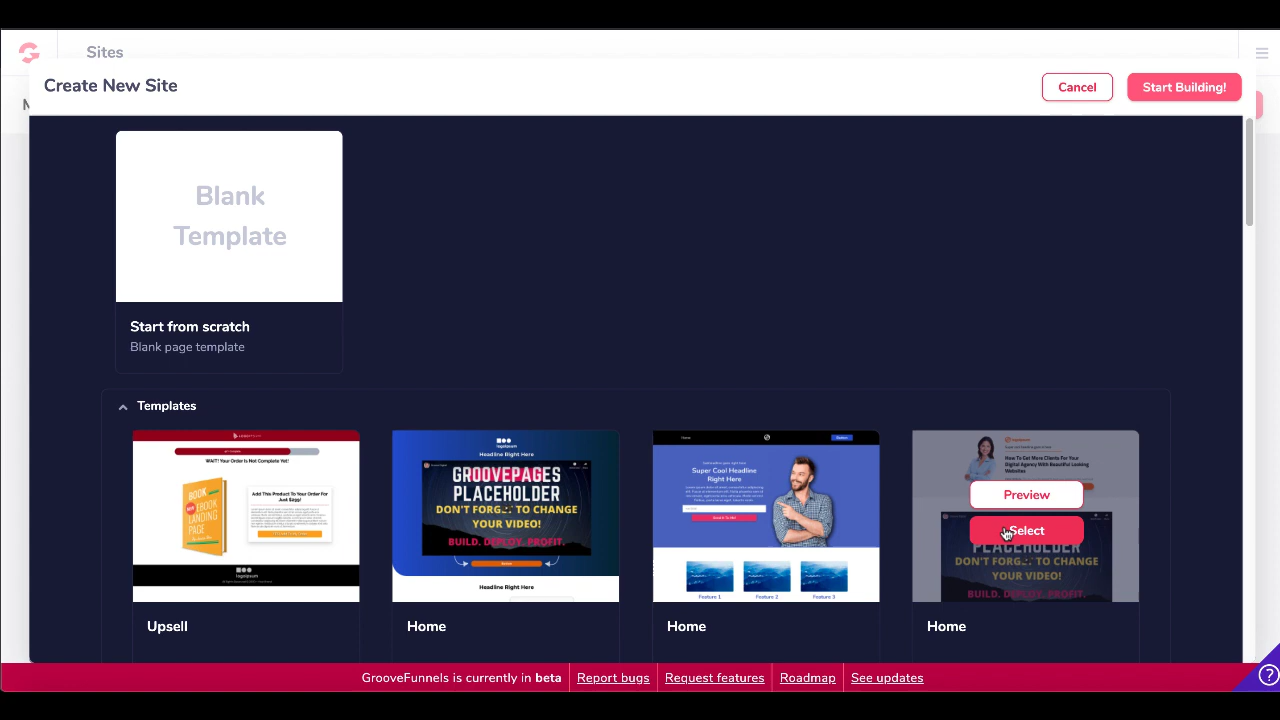 Sites
Create New Site
Cancel
Start Building!
M
Blank
Template
Start from scratch
Blank page template
Templates
WAIT! Your Order Is Not Complete Yet!
BOOK
EBOOK
LANDING
PAGE
Add This Product To Your Order For
Headline Right Here
GROOVEPAGES
PLACEHOLDER
DON'T FORGET TO CHANGE
YOUR VIDEO!
BUILD. DEPLOY. PROFIT.
Headline Right Here
Home
Super Cool Headline
Right Here
Feature 1
Feature 2
Feature 3
How To Get More Clients For Your
Digital Agency With Beautiful Looking
Websites
Preview
Select
PLACEHOLDER
DON'T FORG TO CHANGE
YOUR VIDEO!
BUILD. DEPLOY. PROFIT.
Upsell
Home
Home
Home
GrooveFunnels is currently in beta
Report bugs
Request features
Roadmap
See updates
?